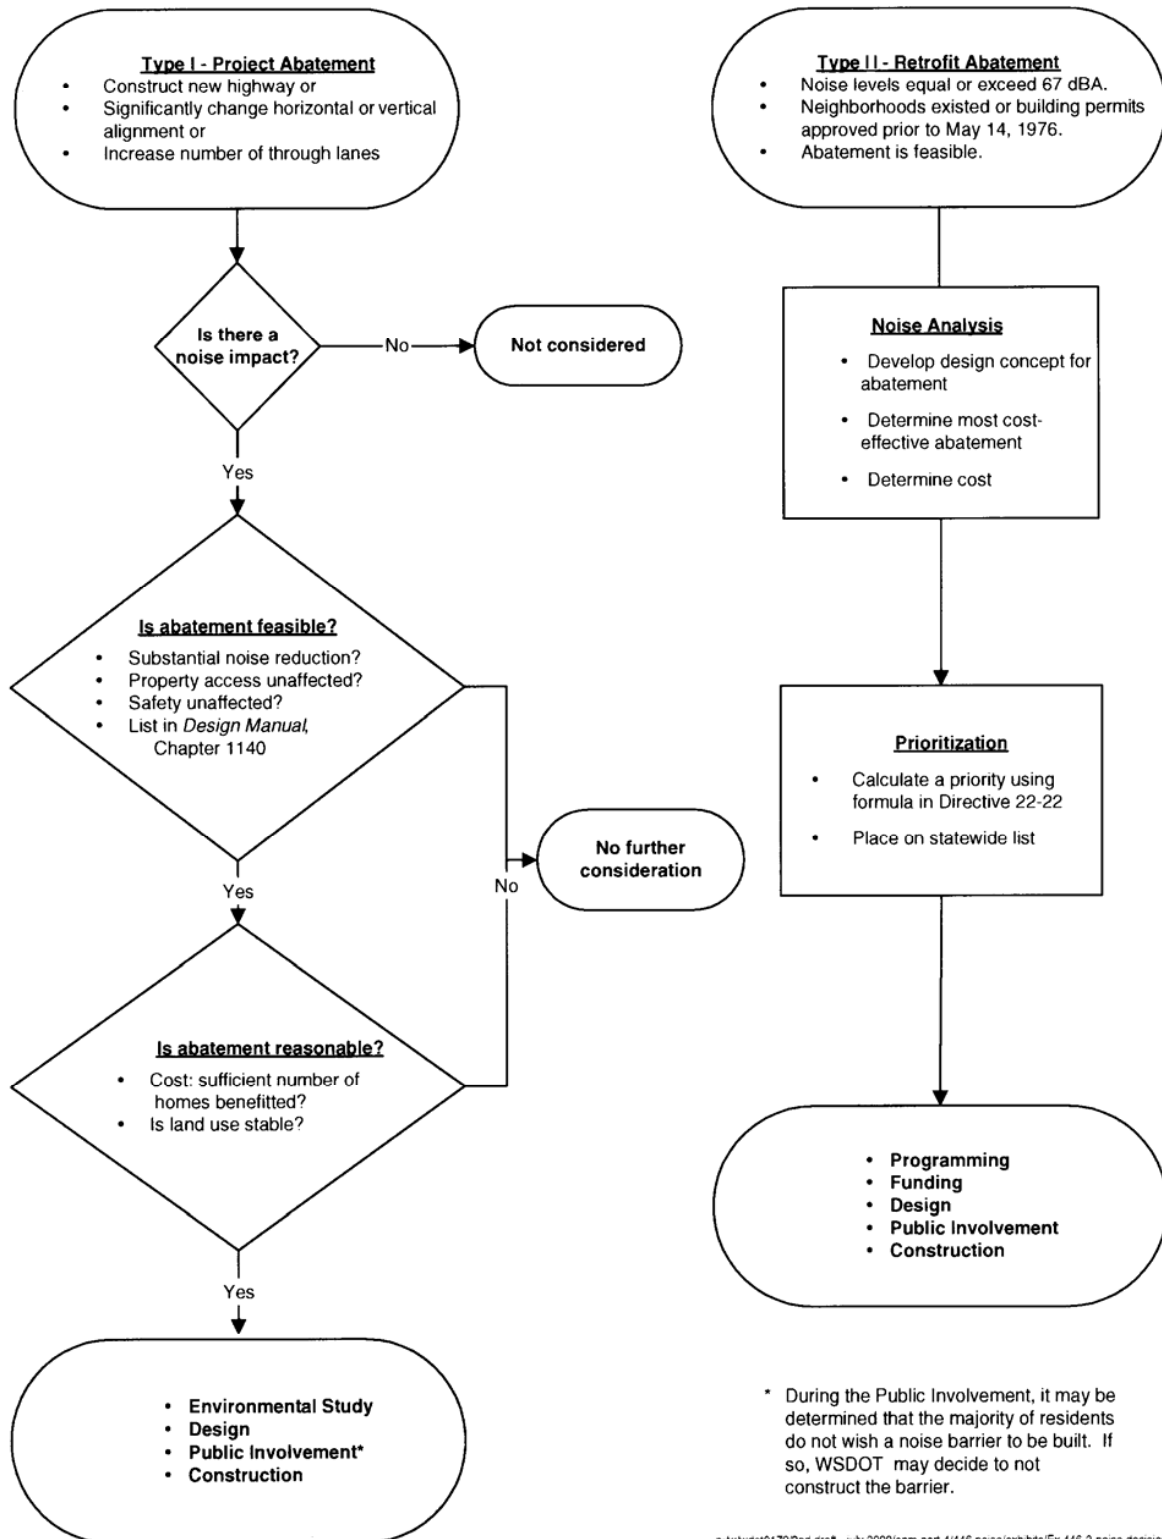 Type I - Project Abatement
• Construct new highway or
• Significantly change horizontal or vertical
alignment or
• Increase number of through lanes
Is there a
noise impact?
No
Not considered
Yes
Is abatement feasible?
• Substantial noise reduction?
• Property access unaffected?
• Safety unaffected?
• List in Design Manual,
Chapter 1140
No
No further
consideration
Yes
Is abatement reasonable?
• Cost: sufficient number of
homes benefitted?
• Is land use stable?
Yes
• Environmental Study
• Design
• Public Involvement*
• Construction
Type II - Retrofit Abatement
• Noise levels equal or exceed 67 dBA.
• Neighborhoods existed or building permits
approved prior to May 14, 1976.
• Abatement is feasible.
Noise Analysis
• Develop design concept for
abatement
• Determine most cost-
effective abatement
• Determine cost
Prioritization
• Calculate a priority using
formula in Directive 22-22
• Place on statewide list
• Programming
• Funding
• Design
• Public Involvement
• Construction
* During the Public Involvement, it may be
determined that the majority of residents
do not wish a noise barrier to be built. If
so, WSDOT may decide to not
construct the barrier.